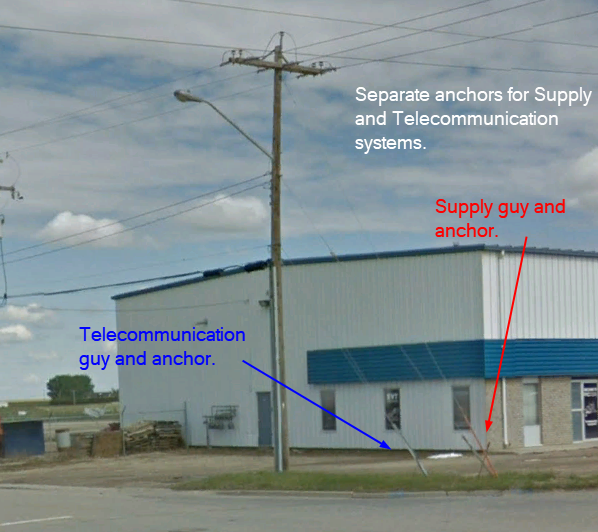 Separate anchors for Supply
and Telecommunication
systems.
Supply guy and
anchor.
Telecommunication
guy and anchor.